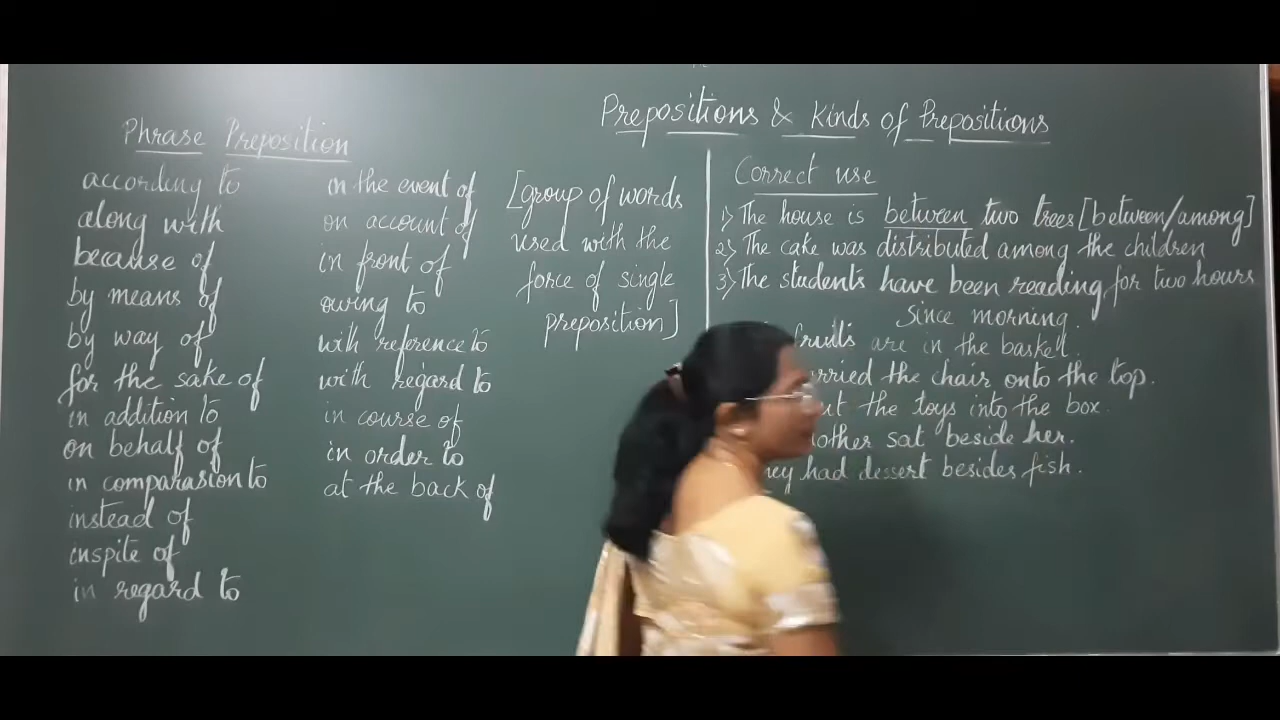 Prepositions & Kinds of Prepositions
Phrase Preposition
according to
along with
because of
by means of
by way of
for the sake of
in addition to
on behalf of
in comparasion to
instead of
inspite of
in regard to
in the event of
on account of
in front of
owing to
with reference to
with regard to
in course of
in order to
at the back of
[group of words
used with the
force of single
preposition]
Correct use
1) The house is between two trees [between/among]
2) The cake was distributed among the children
3) The students have been reading for two hours
since morning.
fruits are in the basket.
the chair onto the top.
the toys into the box.
sat beside her.
had dessert besides fish.